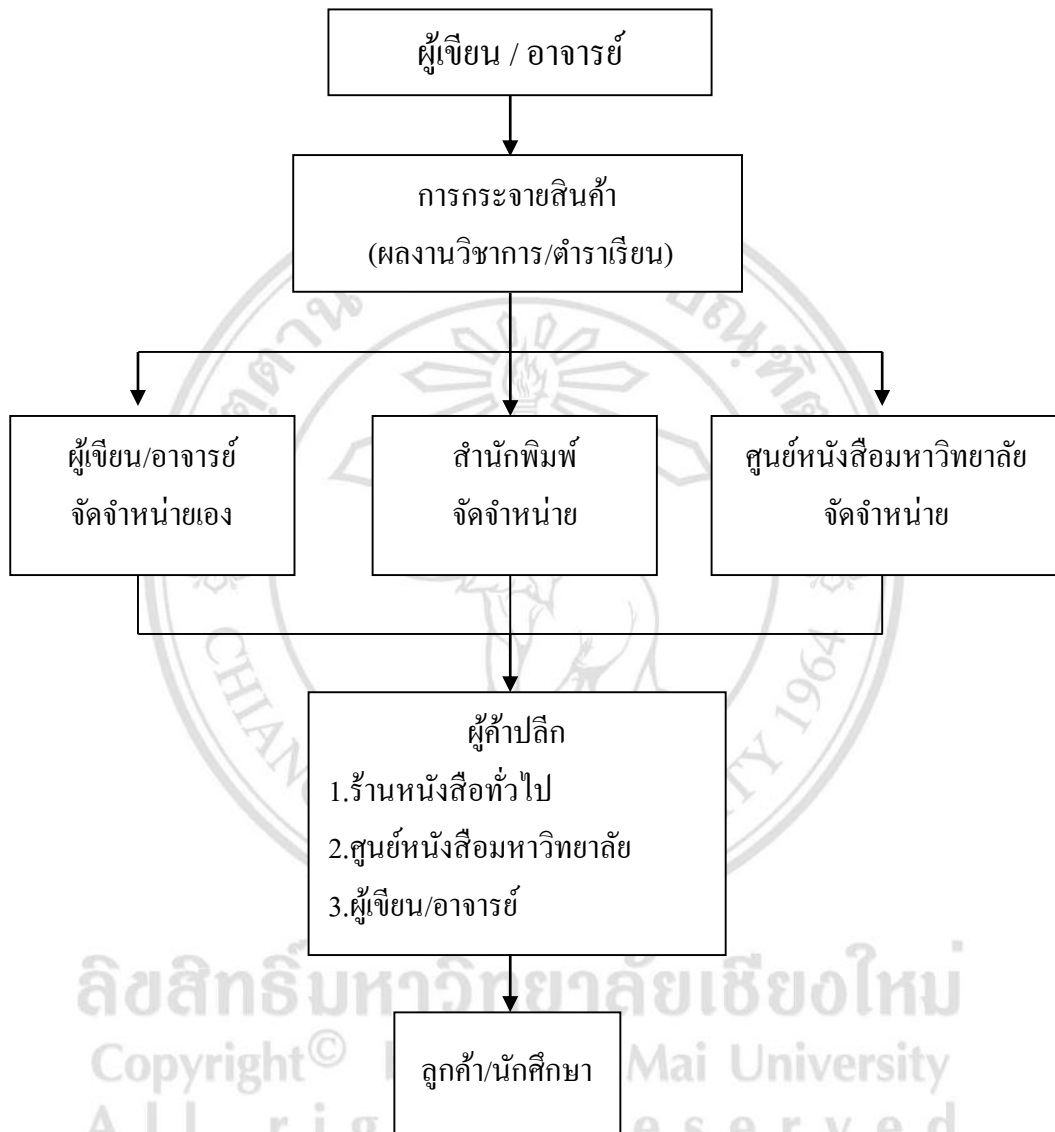 ผู้เขียน / อาจารย์
การกระจายสินค้า
(ผลงานวิชาการ/ตำราเรียน)
ผู้เขียน/อาจารย์
จัดจำหน่ายเอง
สำนักพิมพ์
จัดจำหน่าย
ศูนย์หนังสือมหาวิทยาลัย
จัดจำหน่าย
ผู้ค้าปลีก
1.ร้านหนังสือทั่วไป
2.ศูนย์หนังสือมหาวิทยาลัย
3.ผู้เขียน/อาจารย์
ลิขสิทธิ์มหาวิทยาลัยเชียงใหม่
Copyright© Mai University
ลูกค้า/นักศึกษา
All
1964